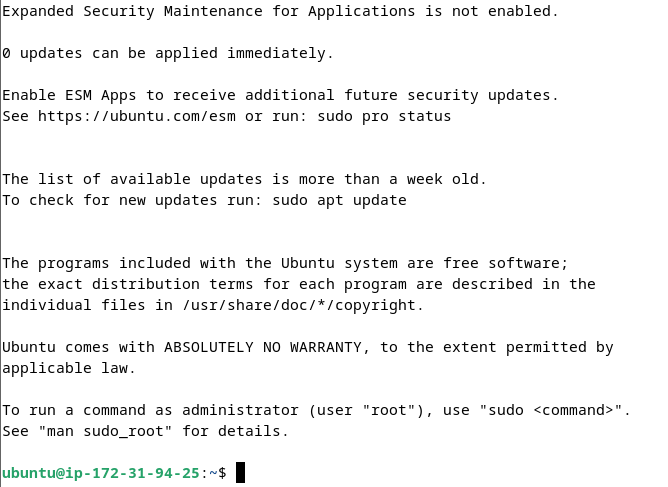 Expanded Security Maintenance for Applications is not enabled.
0 updates can be applied immediately.
Enable ESM Apps to receive additional future security updates.
See https://ubuntu.com/esm or run: sudo pro status
The list of available updates is more than a week old.
To check for new updates run: sudo apt update
The programs included with the Ubuntu system are free software;
the exact distribution terms for each program are described in the
individual files in /usr/share/doc/*/copyright.
Ubuntu comes with ABSOLUTELY NO WARRANTY, to the extent permitted by
applicable law.
To run a command as administrator (user "root"), use "sudo <command>".
See "man sudo_root" for details.
ubuntu@ip-172-31-94-25:~$